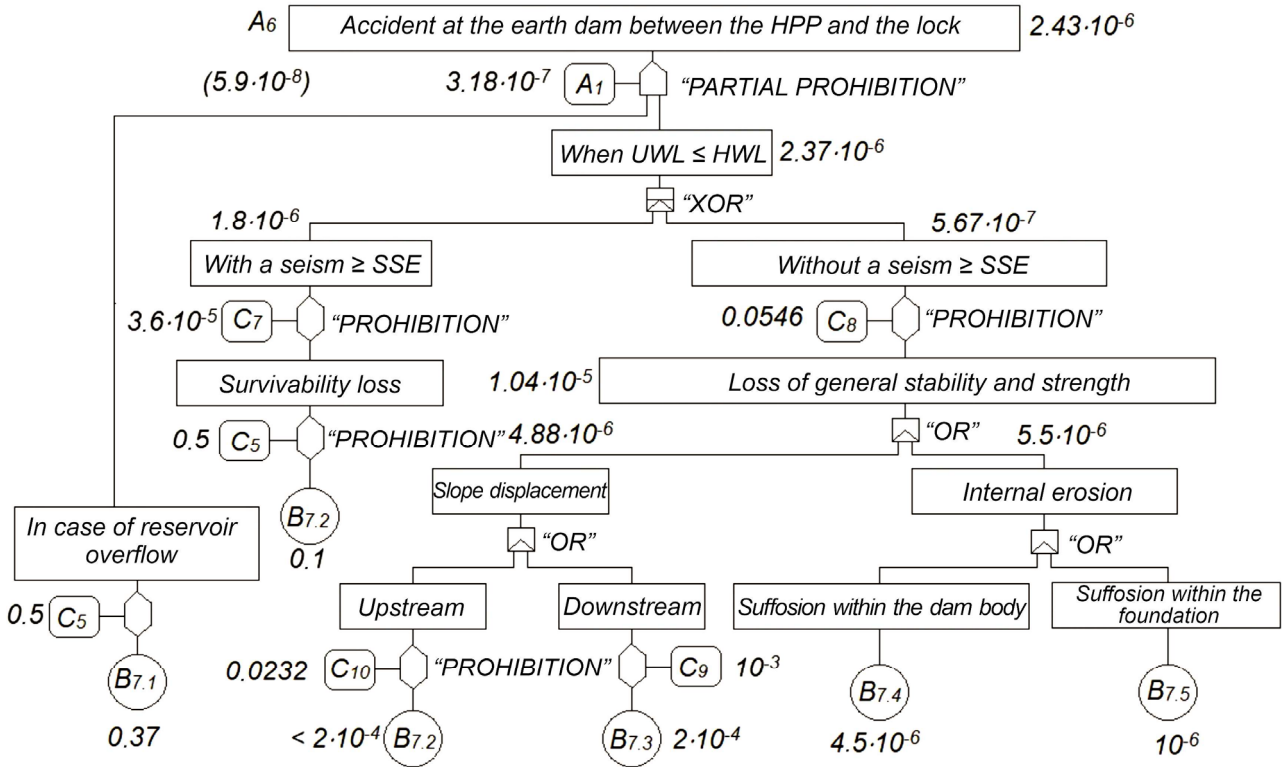 A6 Accident at the earth dam between the HPP and the lock 2.43·10-6
(5.9·10-8) 3.18·10-7 A1 “PARTIAL PROHIBITION”
When UWL ≤ HWL 2.37·10-6
“XOR”
1.8·10-6 5.67·10-7
With a seism ≥ SSE Without a seism ≥ SSE
3.6·10-5 C7 “PROHIBITION” 0.0546 C8 “PROHIBITION”
Survivability loss 1.04·10-5 Loss of general stability and strength
0.5 C5 “PROHIBITION” 4.88·10-6 “OR” 5.5·10-6
Slope displacement Internal erosion
B7.2
0.1
In case of reservoir
overflow
“OR” “OR”
Upstream Downstream Suffosion within the dam body Suffosion within the
foundation
0.5 C5
0.0232 C10 “PROHIBITION” C9 10-3
B7.1 B7.4 B7.5
0.37 < 2·10-4 B7.2 B7.3 2·10-4 4.5·10-6 10-6